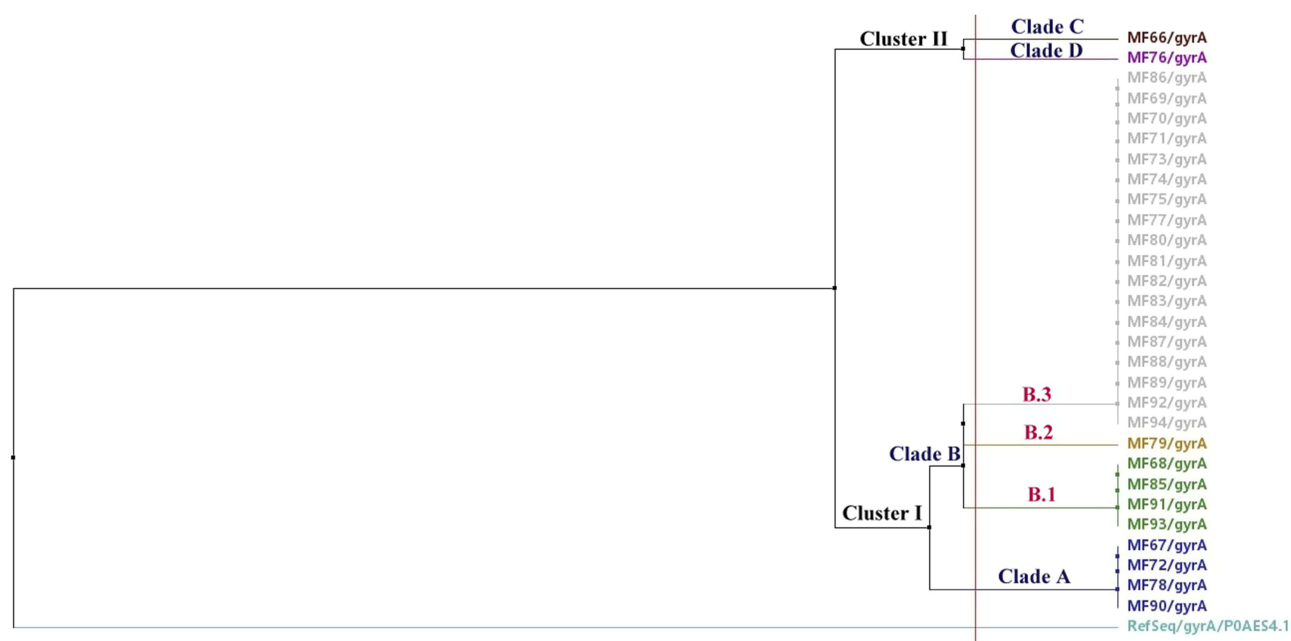 Clade C
Cluster II
MF66/gyrA
Clade D
MF76/gyrA
MF86/gyrA
MF69/gyrA
MF70/gyrA
MF71/gyrA
MF73/gyrA
MF74/gyrA
MF75/gyrA
MF77/gyrA
MF80/gyrA
MF81/gyrA
MF82/gyrA
MF83/gyrA
MF84/gyrA
MF87/gyrA
MF88/gyrA
MF89/gyrA
B.3
MF92/gyrA
MF94/gyrA
B.2
MF79/gyrA
Clade B
MF68/gyrA
MF85/gyrA
B.1
MF91/gyrA
Cluster I
MF93/gyrA
MF67/gyrA
MF72/gyrA
Clade A
MF78/gyrA
MF90/gyrA
RefSeq/gyrA/P0AES4.1